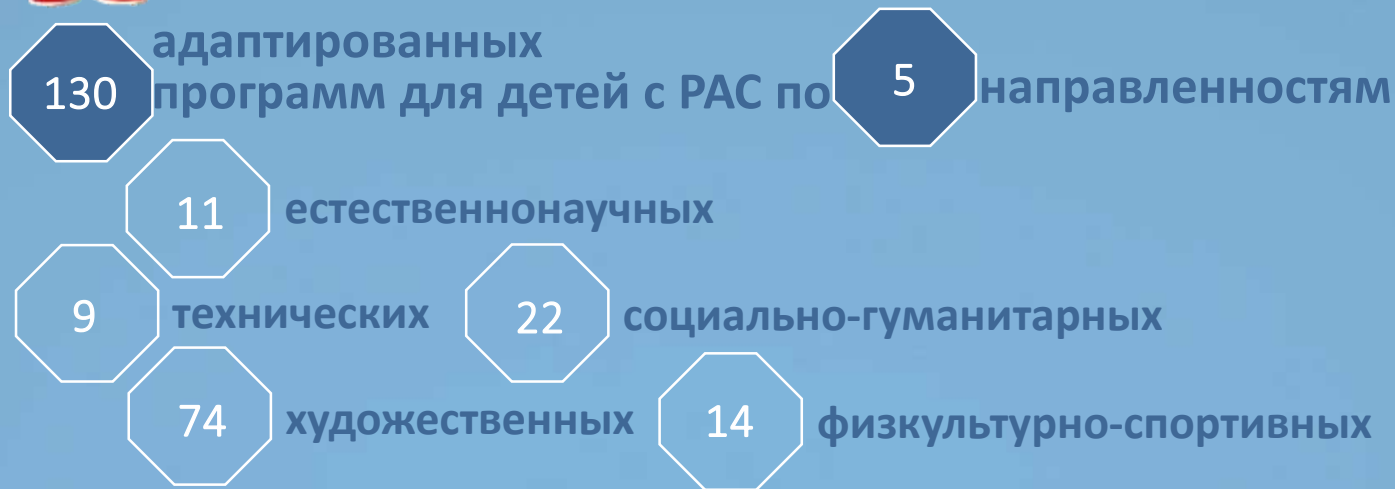 адаптированных
130 программ для детей с РАС по 5 направленностям
11 естественнонаучных
9 технических 22 социально-гуманитарных
74 художественных 14 физкультурно-спортивных